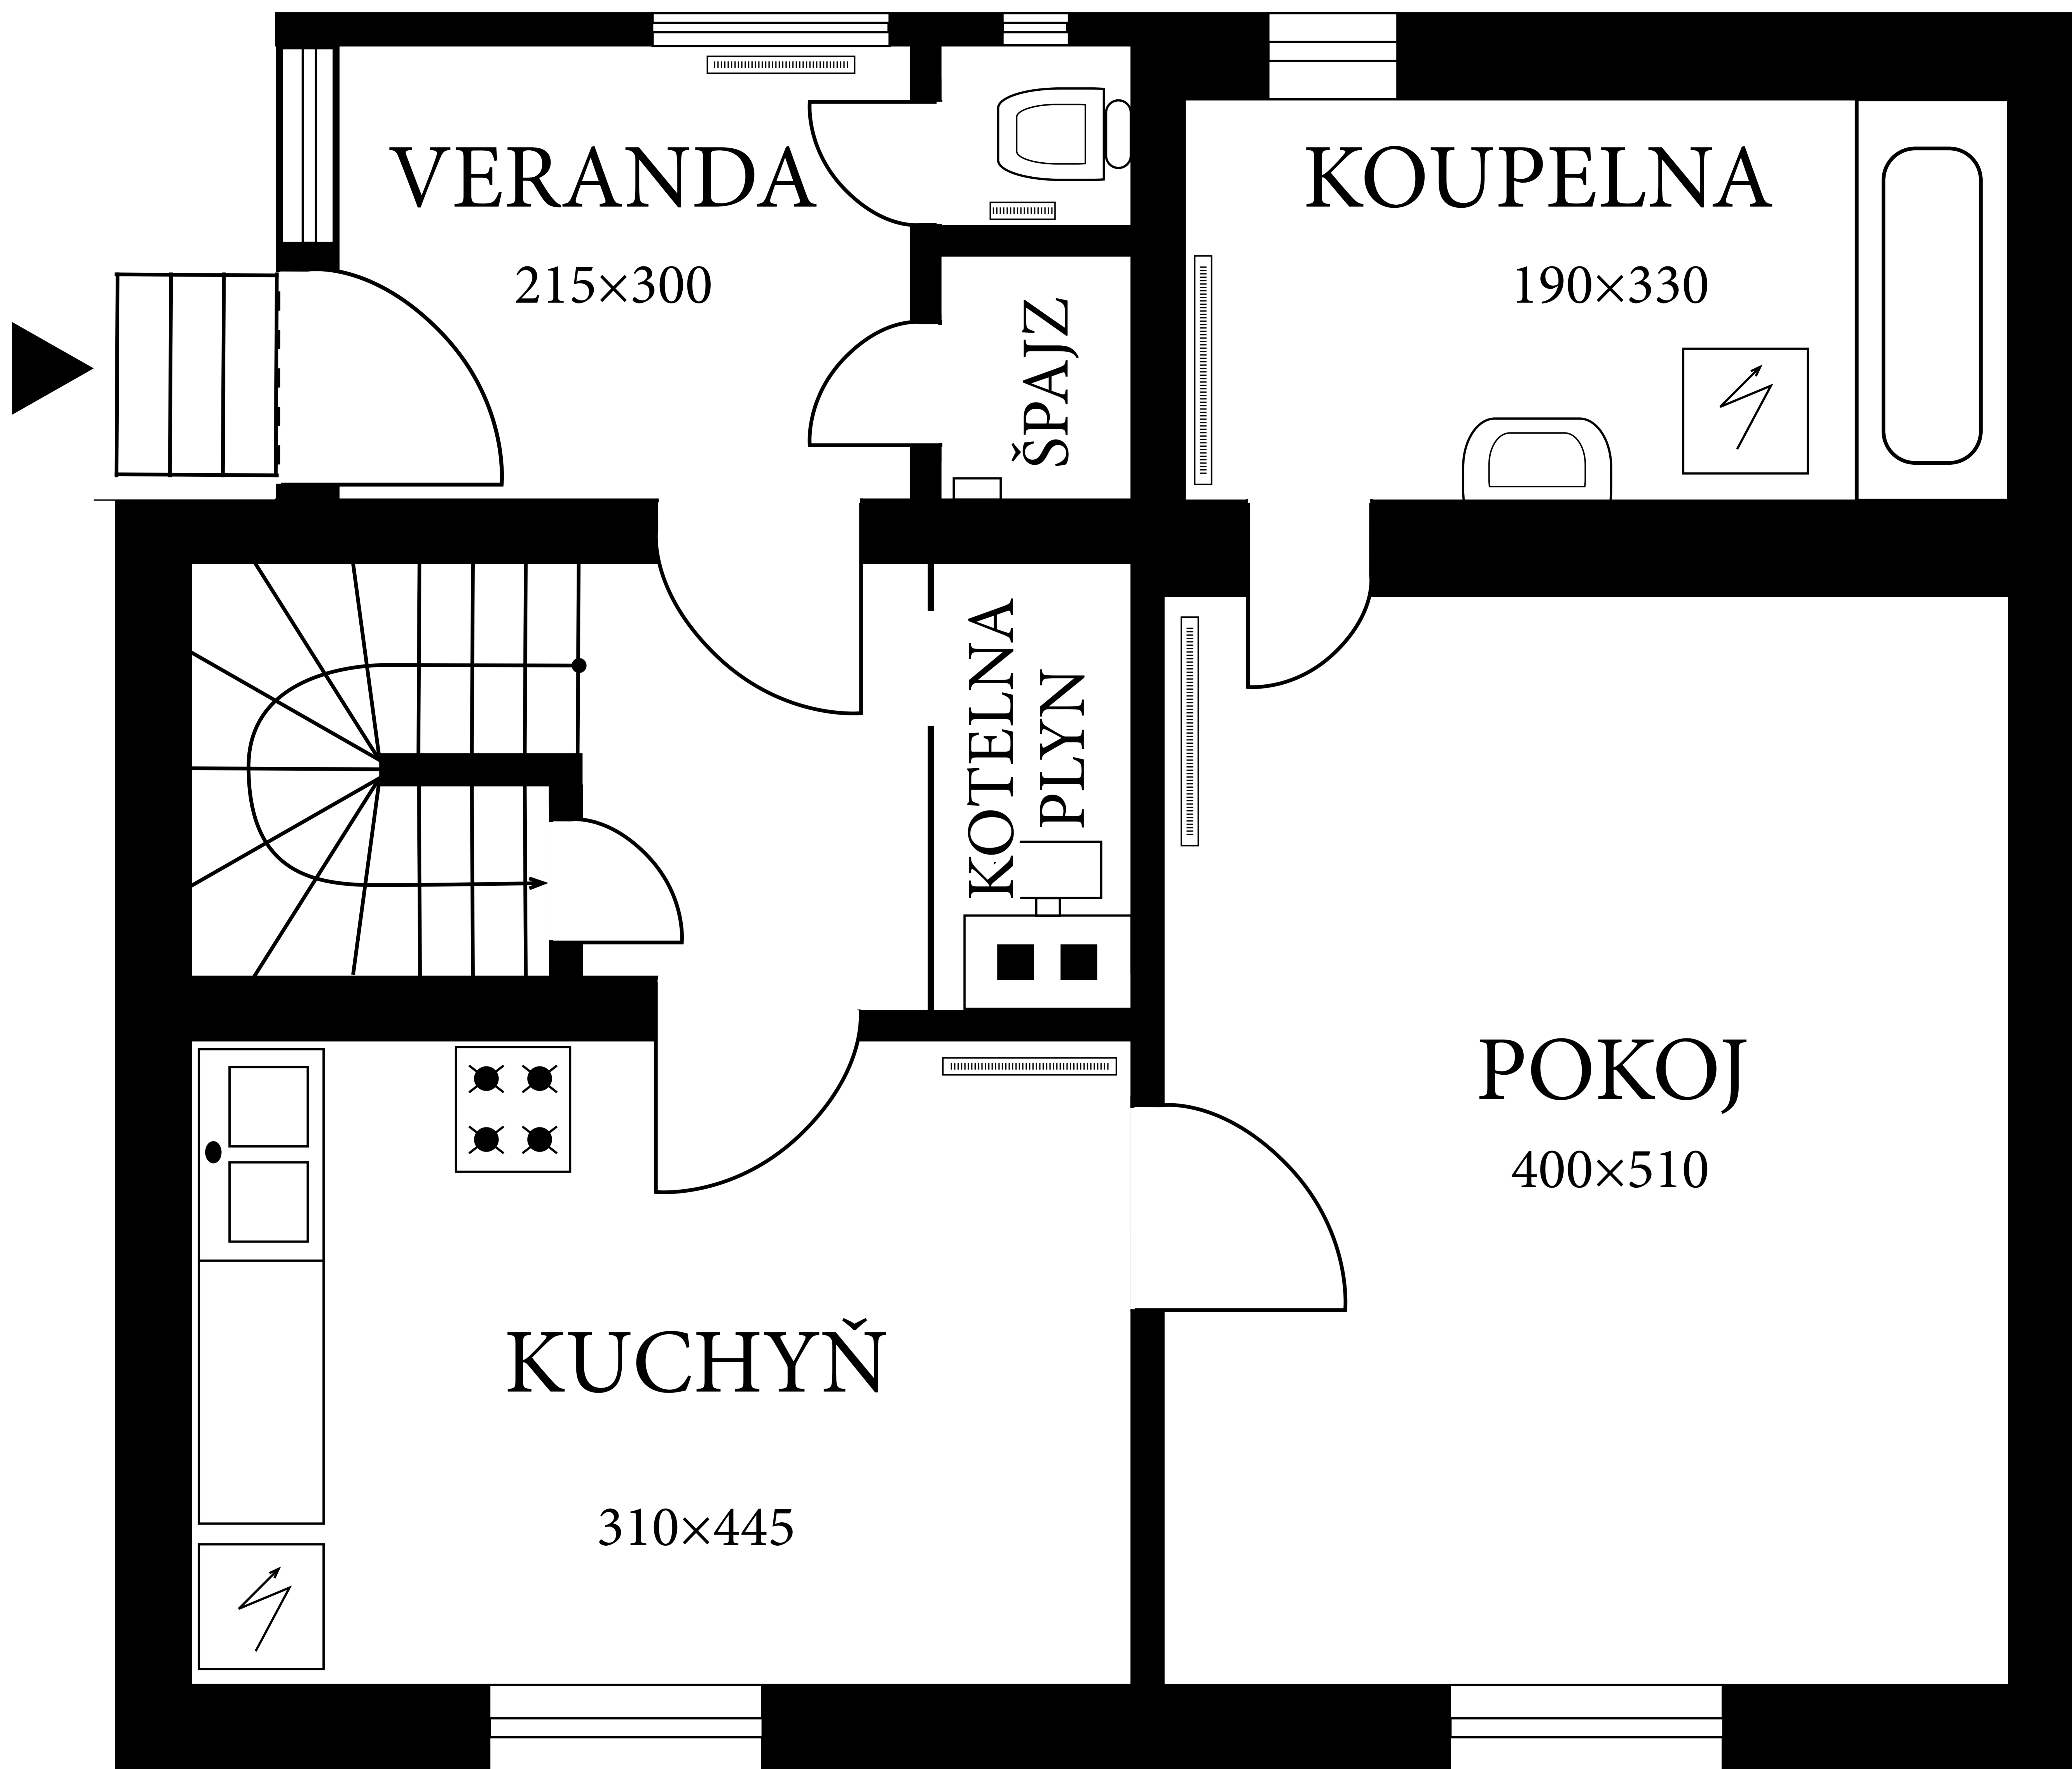 VERANDA
215×300
KOUPELNA
190×330
ŠPAJZ
KOTELNA
PLYN
POKOJ
400×510
KUCHYŇ
310×445